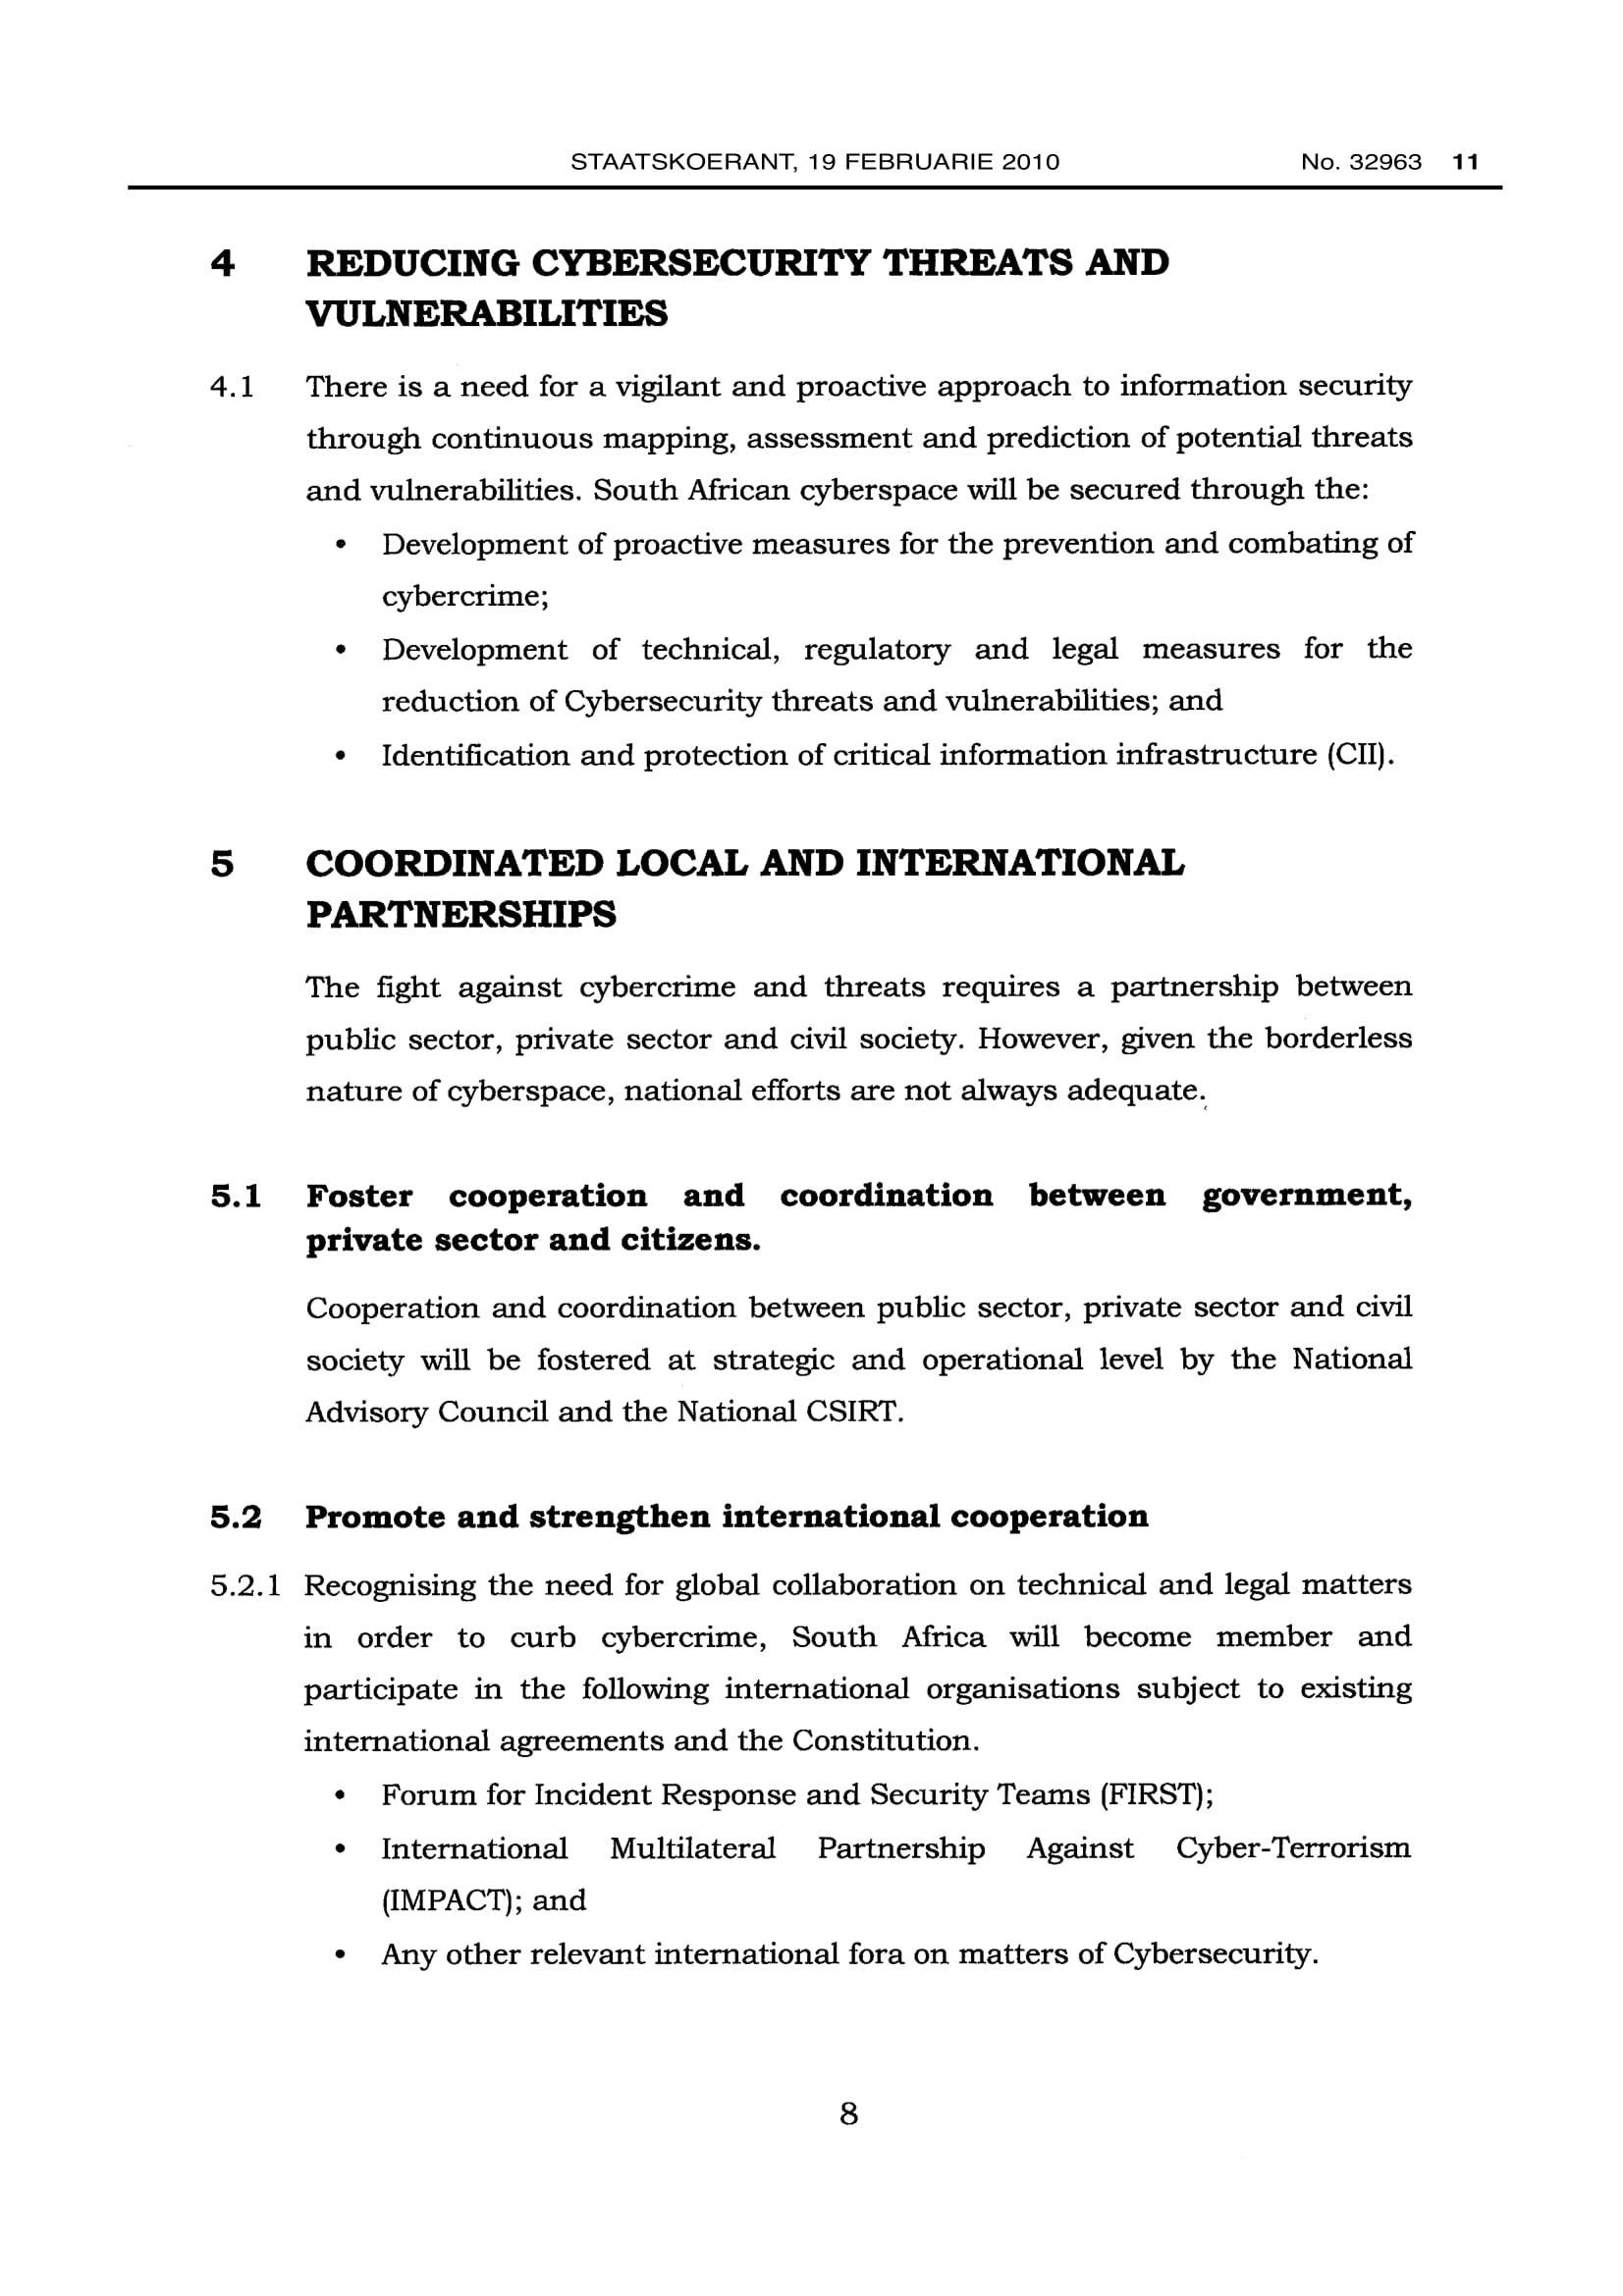 STAATSKOERANT, 19 FEBRUARIE 2010 No. 32963 11
4 REDUCING CYBERSECURITY THREATS AND
VULNERABILITIES
4.1 There is a need for a vigilant and proactive approach to information security
through continuous mapping, assessment and prediction of potential threats
and vulnerabilities. South African cyberspace will be secured through the:
• Development of proactive measures for the prevention and combating of
cybercrime;
• Development of technical, regulatory and legal measures for the
reduction of Cybersecurity threats and vulnerabilities; and
• Identification and protection of critical information infrastructure (CII).
5 COORDINATED LOCAL AND INTERNATIONAL
PARTNERSHIPS
The fight against cybercrime and threats requires a partnership between
public sector, private sector and civil society. However, given the borderless
nature of cyberspace, national efforts are not always adequate.
5.1 Foster cooperation and coordination between government,
private sector and citizens.
Cooperation and coordination between public sector, private sector and civil
society will be fostered at strategic and operational level by the National
Advisory Council and the National CSIRT.
5.2 Promote and strengthen international cooperation
5.2.1 Recognising the need for global collaboration on technical and legal matters
in order to curb cybercrime, South Africa will become member and
participate in the following international organisations subject to existing
international agreements and the Constitution.
• Forum for Incident Response and Security Teams (FIRST);
• International Multilateral Partnership Against Cyber-Terrorism
(IMPACT); and
• Any other relevant international fora on matters of Cybersecurity.
8